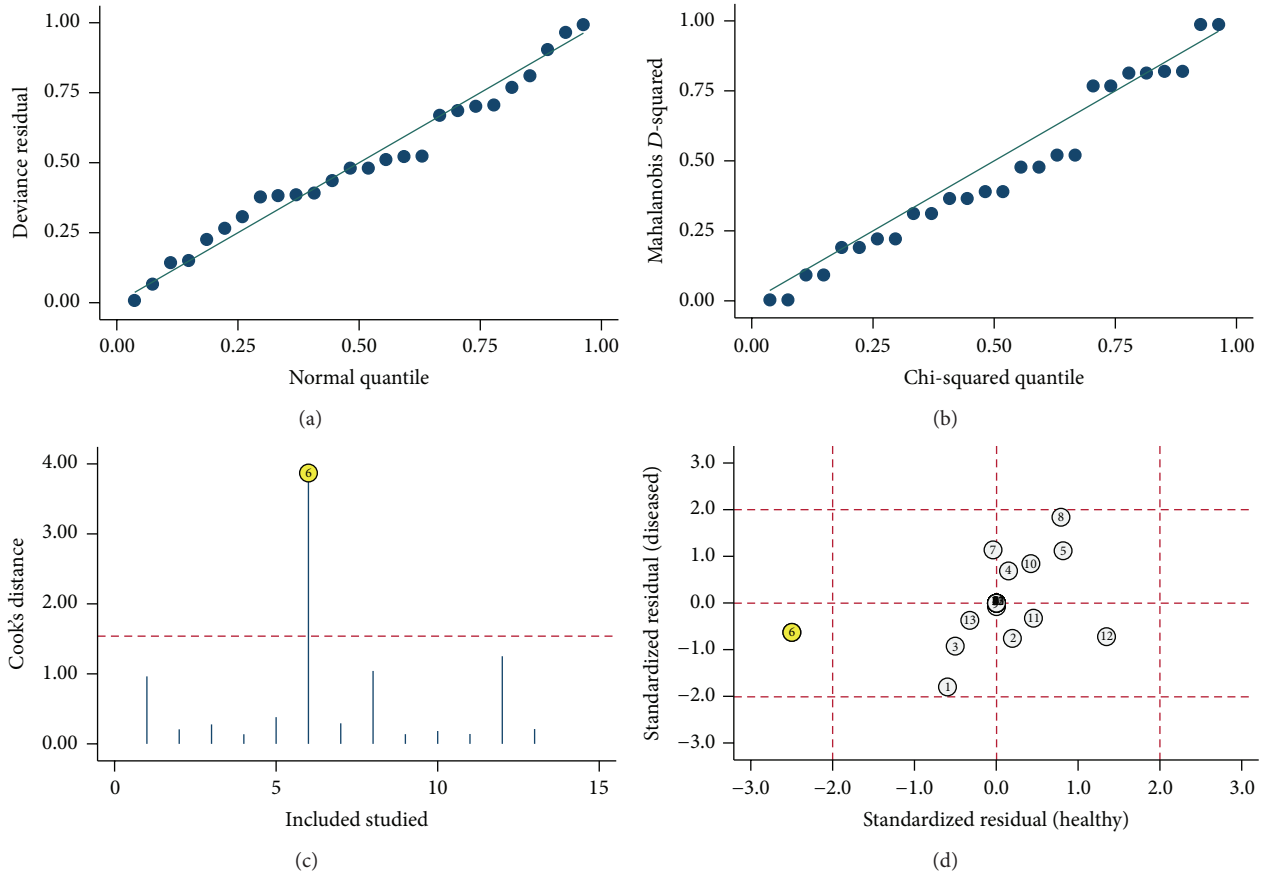 1.00
0.75
0.50
0.25
0.00
Deviance residual
0.00 0.25 0.50 0.75 1.00
Normal quantile
(a)
1.00
0.75
0.50
0.25
0.00
Mahalanobis D-squared
0.00 0.25 0.50 0.75 1.00
Chi-squared quantile
(b)
4.00
3.00
2.00
1.00
0.00
Cook's distance
6
0 5 10 15
Included studied
(c)
3.0
2.0
1.0
0.0
−1.0
−2.0
−3.0
Standardized residual (diseased)
8
7
5
10
4
13
11
6
2
12
3
1
−3.0 −2.0 −1.0 0.0 1.0 2.0 3.0
Standardized residual (healthy)
(d)